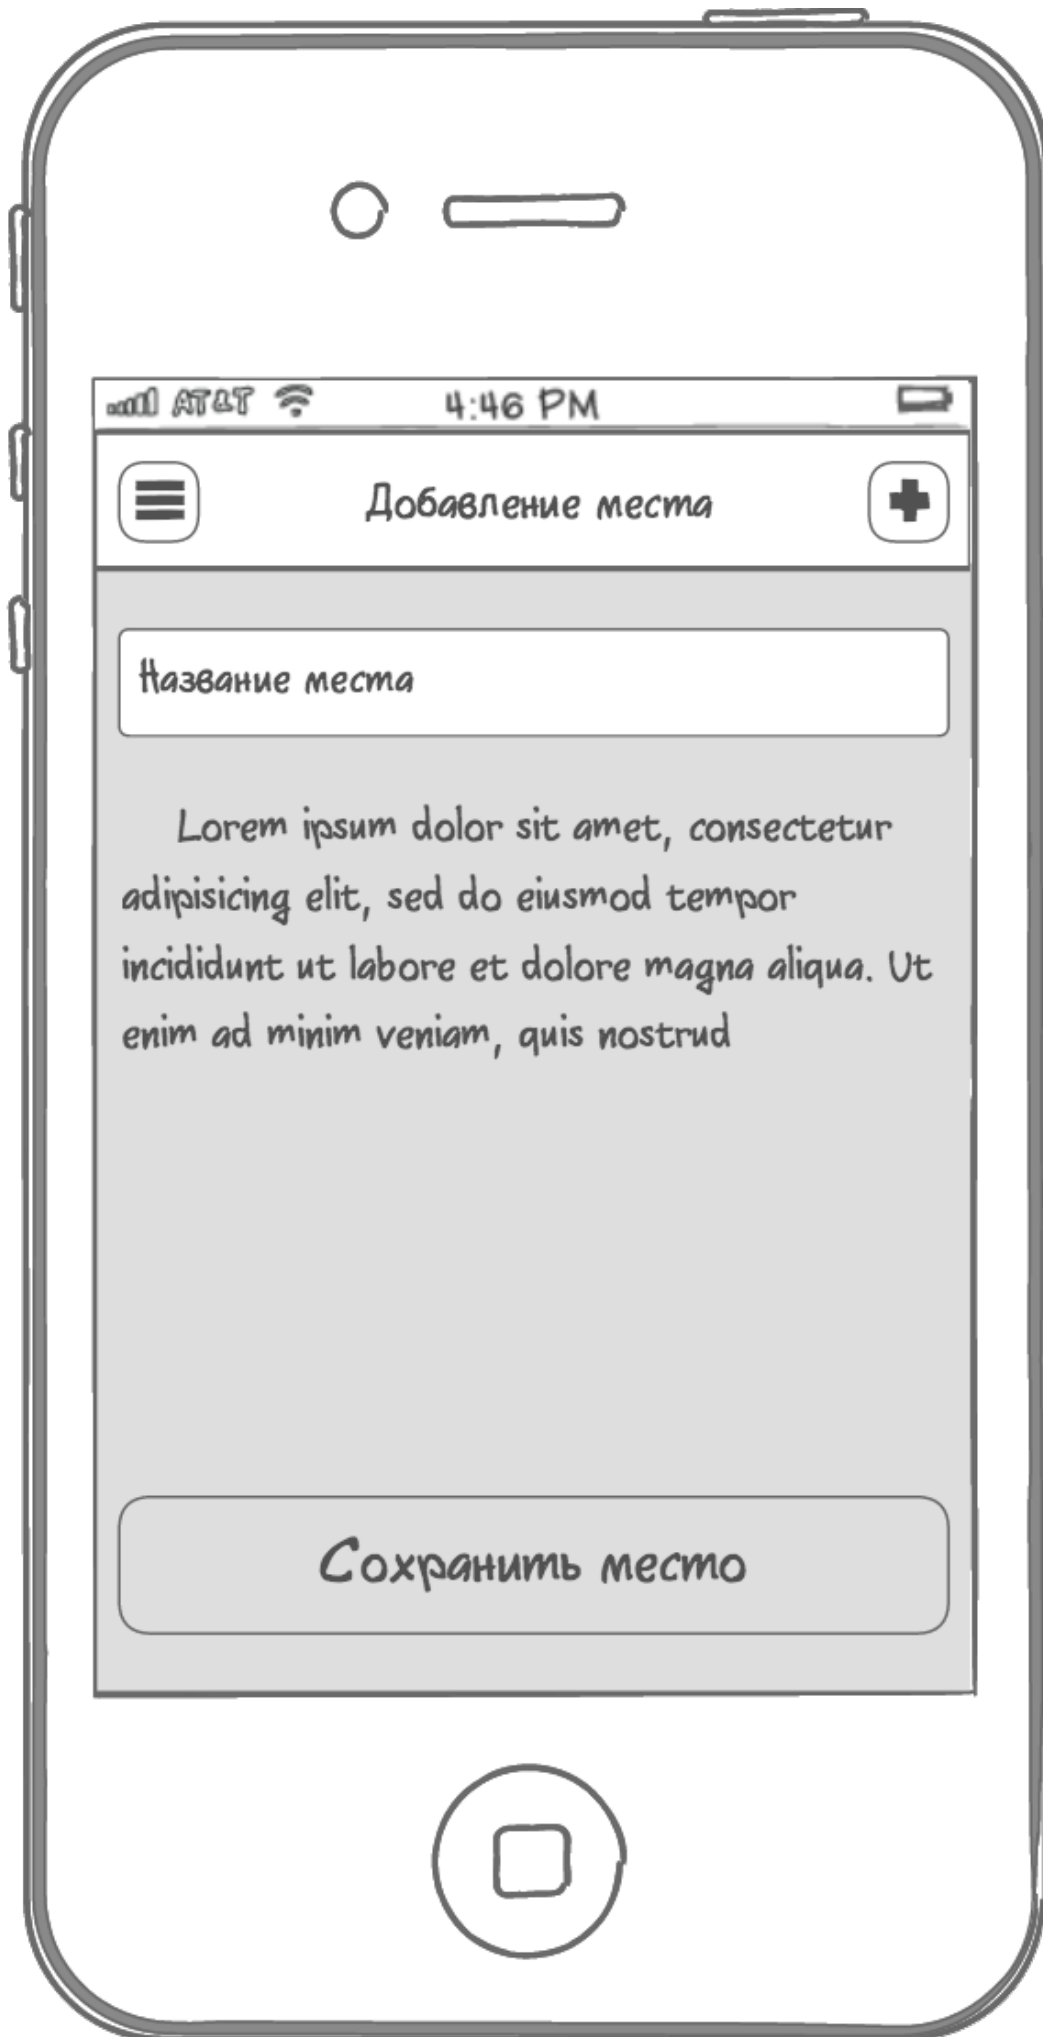 AT&T 4:46 PM
Добавление места
Название места
Lorem ipsum dolor sit amet, consectetur
adipisicing elit, sed do eiusmod tempor
incididunt ut labore et dolore magna aliqua. Ut
enim ad minim veniam, quis nostrud
Сохранить место